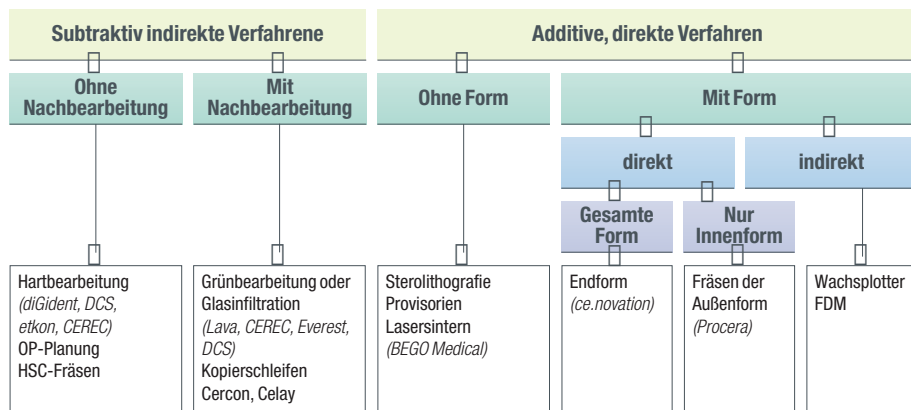 Subtraktiv indirekte Verfahrene
Additive, direkte Verfahren
Ohne
Nachbearbeitung
Mit
Nachbearbeitung
Ohne Form
Mit Form
direkt
indirekt
Gesamte
Form
Nur
Innenform
Hartbearbeitung
(diGident, DCS,
etkon, CEREC)
OP-Planung
HSC-Fräsen
Grünbearbeitung oder
Glasinfiltration
(Lava, CEREC, Everest,
DCS)
Kopierschleifen
Cercon, Celay
Sterolithografie
Provisorien
Lasersintern
(BEGO Medical)
Endform
(ce.novation)
Fräsen der
Außenform
(Procera)
Wachsplotter
FDM